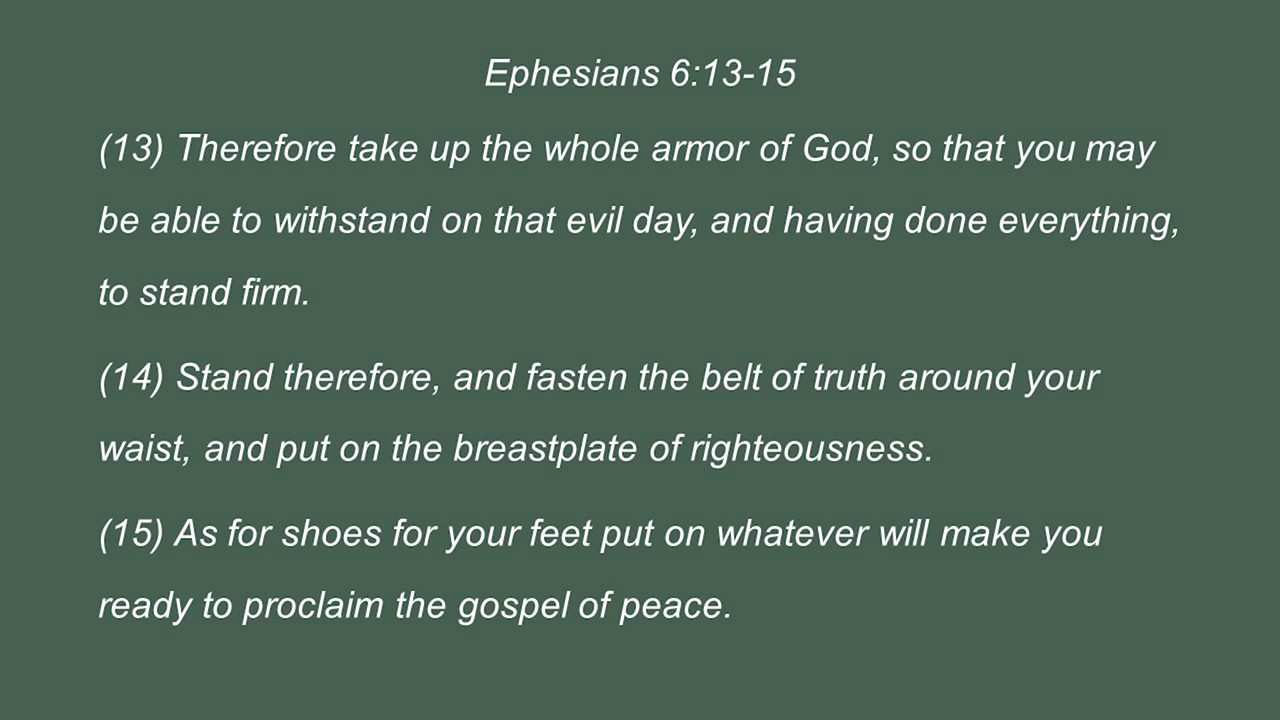 Ephesians 6:13-15
(13) Therefore take up the whole armor of God, so that you may
be able to withstand on that evil day, and having done everything,
to stand firm.
(14) Stand therefore, and fasten the belt of truth around your
waist, and put on the breastplate of righteousness.
(15) As for shoes for your feet put on whatever will make you
ready to proclaim the gospel of peace.